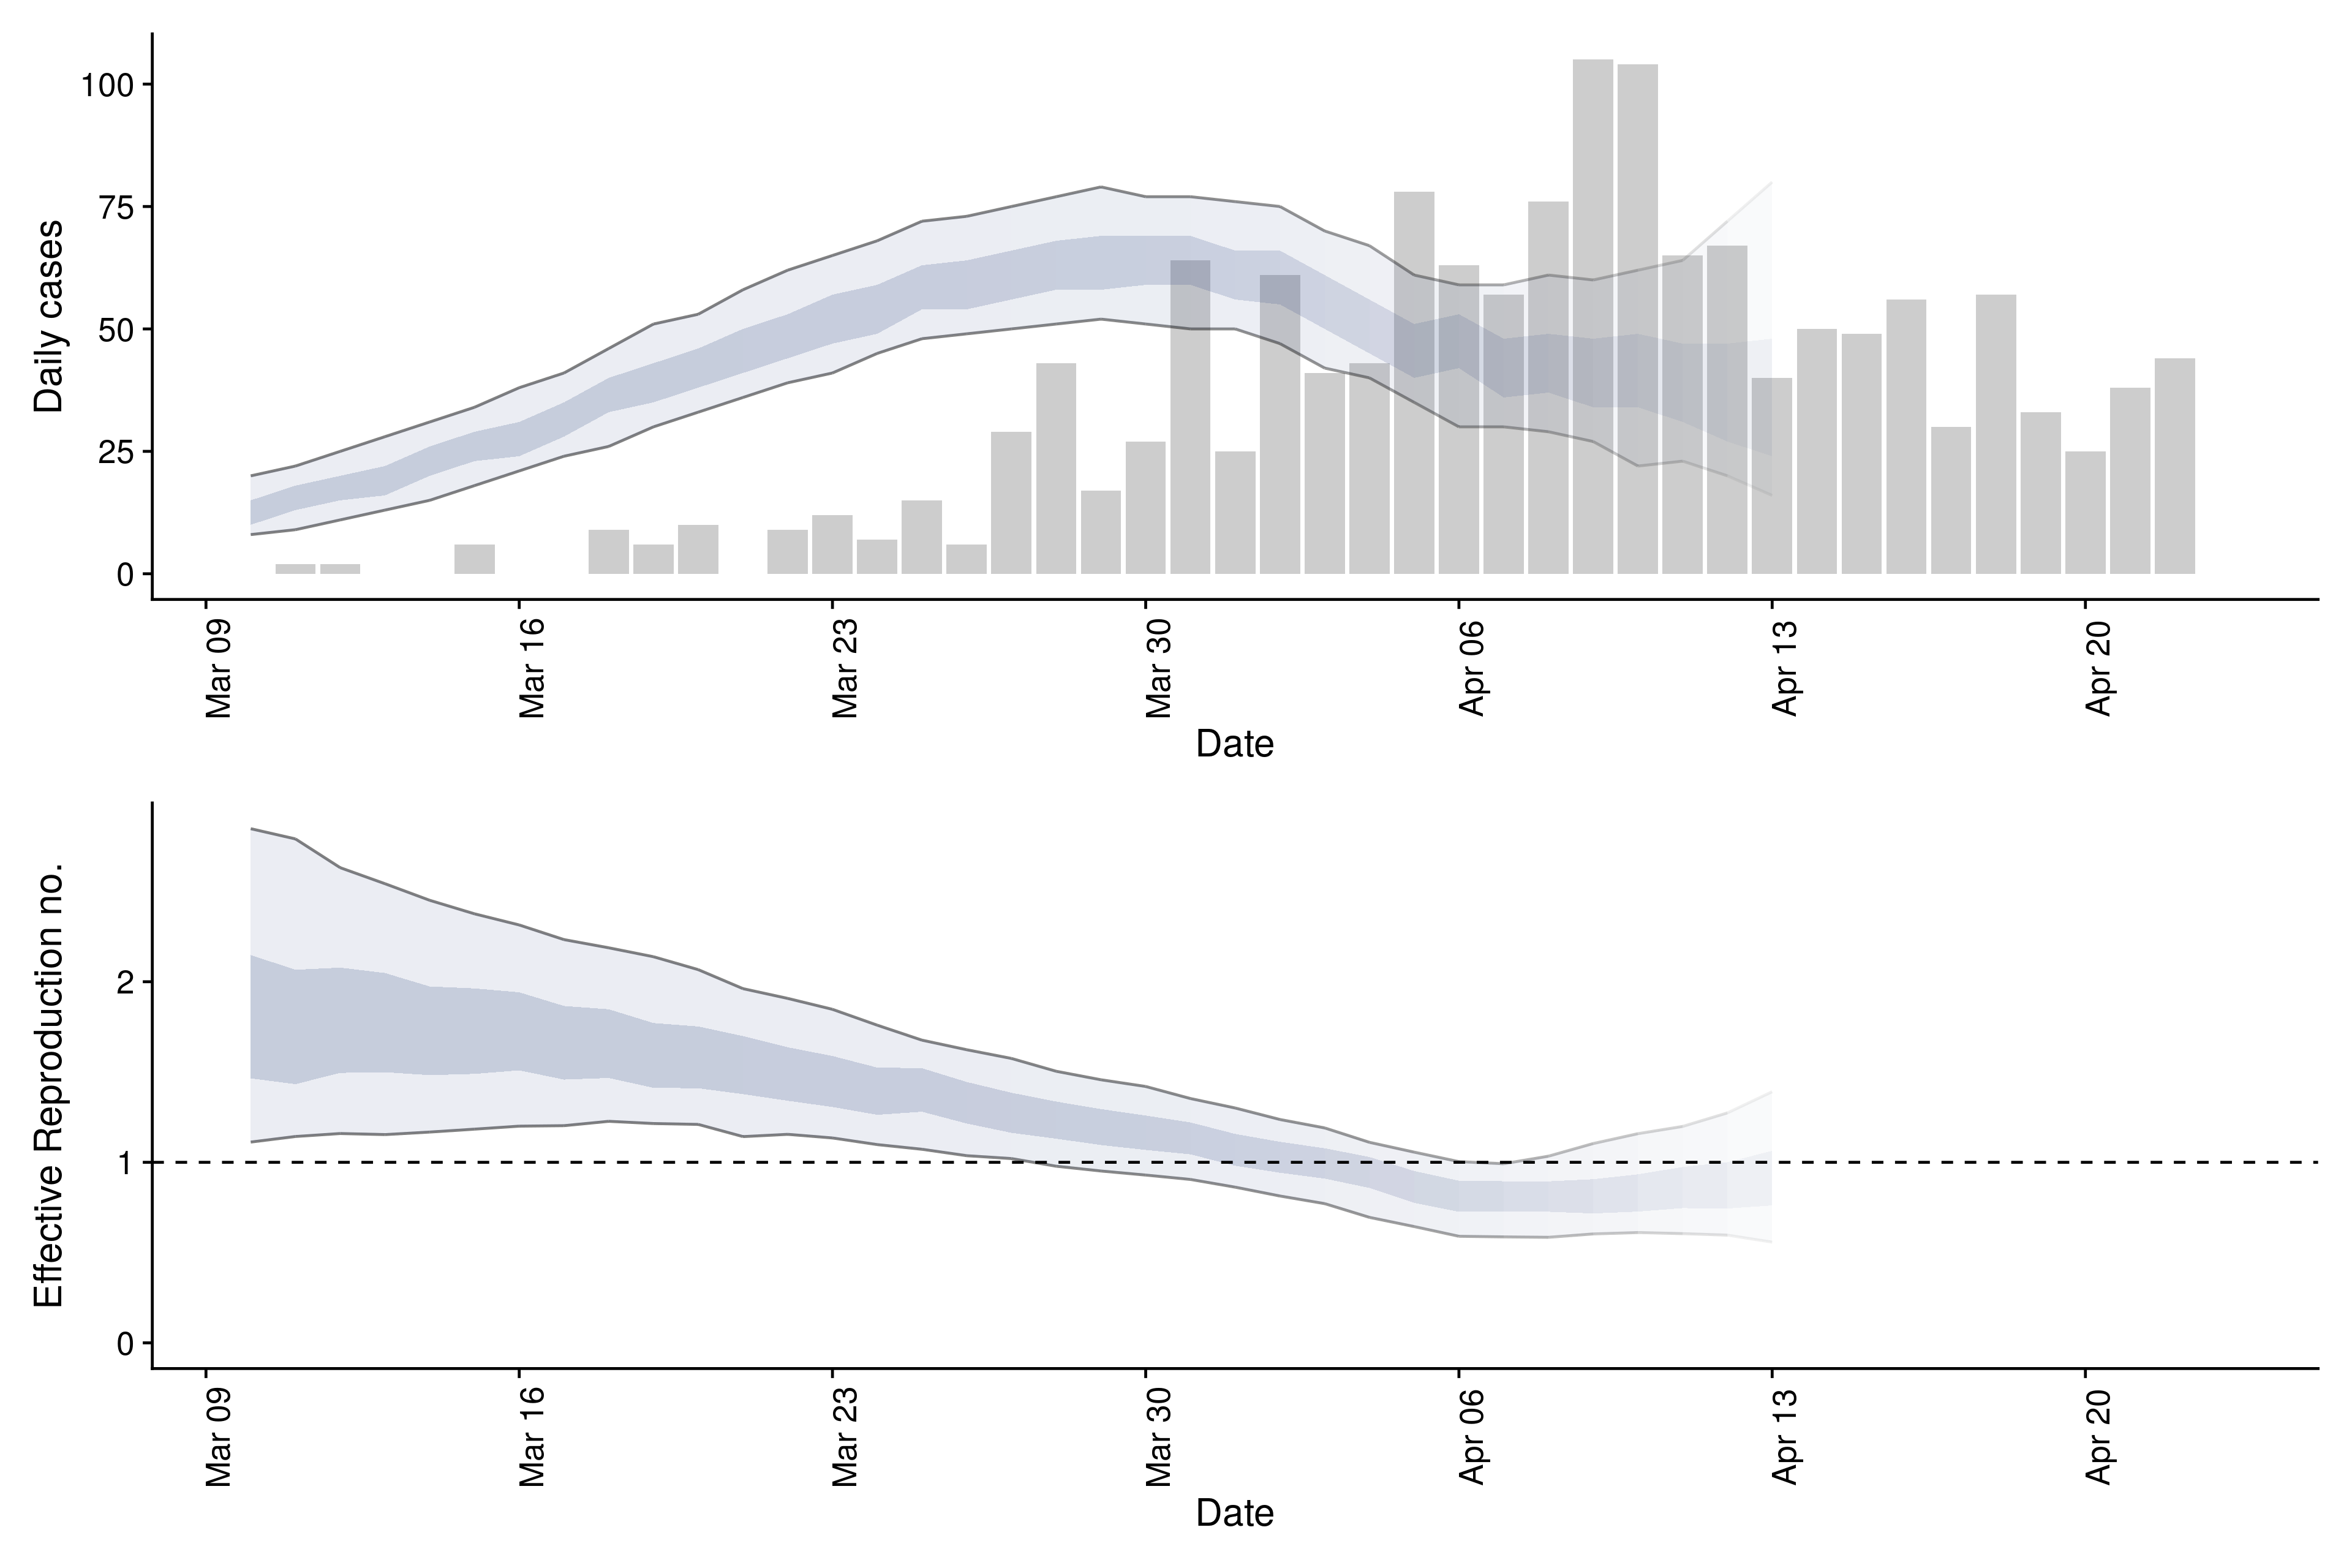 Daily cases
100
75
50
25
0
Mar 09
Mar 16
Mar 23
Mar 30
Apr 06
Apr 13
Apr 20
Date
Effective Reproduction no.
2
1
0
Mar 09
Mar 16
Mar 23
Mar 30
Apr 06
Apr 13
Apr 20
Date